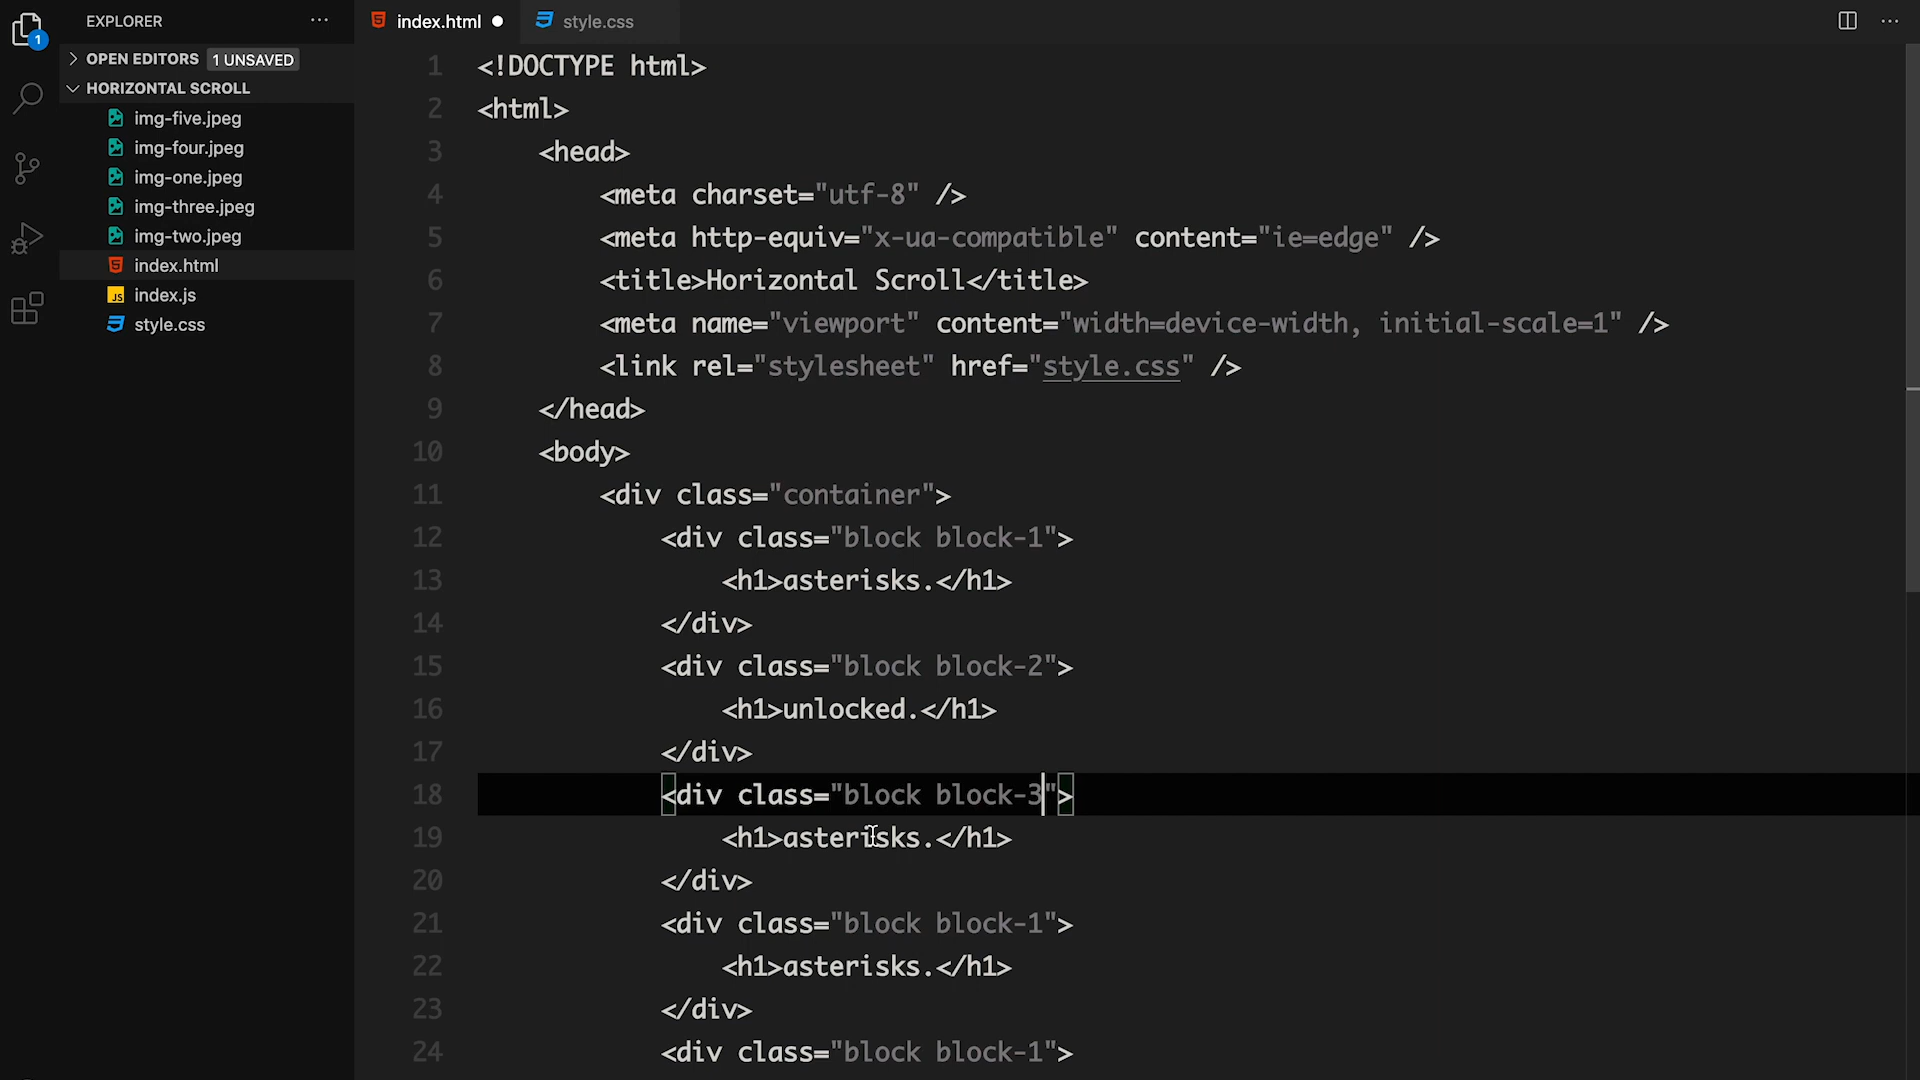 EXPLORER
1
OPEN EDITORS 1 UNSAVED
HORIZONTAL SCROLL
img-five.jpeg
img-four.jpeg
img-one.jpeg
img-three.jpeg
img-two.jpeg
index.html
index.js
style.css
index.html
style.css
1 <!DOCTYPE html>
2 <html>
3 <head>
4 <meta charset="utf-8" />
5 <meta http-equiv="x-ua-compatible" content="ie=edge" />
6 <title>Horizontal Scroll</title>
7 <meta name="viewport" content="width=device-width, initial-scale=1" />
8 <link rel="stylesheet" href="style.css" />
9 </head>
10 <body>
11 <div class="container">
12 <div class="block block-1">
13 <h1>asterisks.</h1>
14 </div>
15 <div class="block block-2">
16 <h1>unlocked.</h1>
17 </div>
18 <div class="block block-3">
19 <h1>asterisks.</h1>
20 </div>
21 <div class="block block-1">
22 <h1>asterisks.</h1>
23 </div>
24 <div class="block block-1">